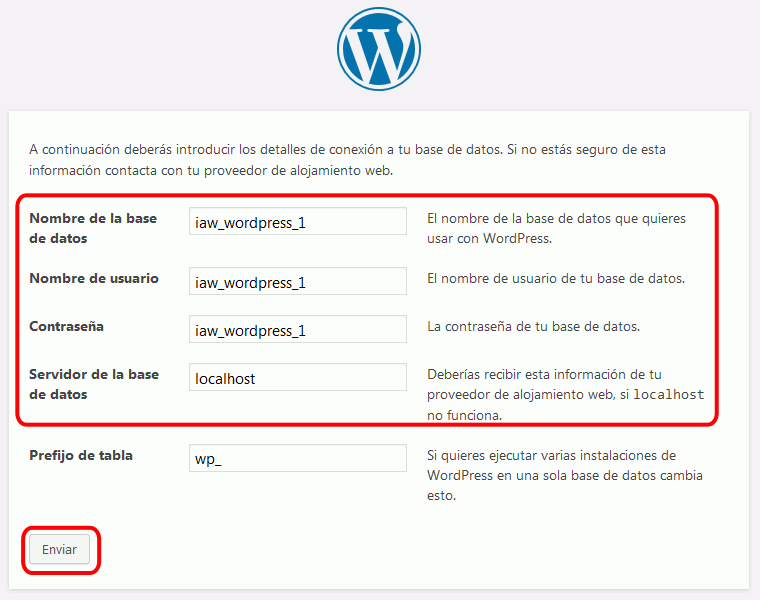 A continuación deberás introducir los detalles de conexión a tu base de datos. Si no estás seguro de esta
información contacta con tu proveedor de alojamiento web.
Nombre de la base
de datos
iaw_wordpress_1
El nombre de la base de datos que quieres
usar con WordPress.
Nombre de usuario
iaw_wordpress_1
El nombre de usuario de tu base de datos.
Contraseña
iaw_wordpress_1
La contraseña de tu base de datos.
Servidor de la base
de datos
localhost
Deberías recibir esta información de tu
proveedor de alojamiento web, si localhost
no funciona.
Prefijo de tabla
wp_
Si quieres ejecutar varias instalaciones de
WordPress en una sola base de datos cambia
esto.
Enviar